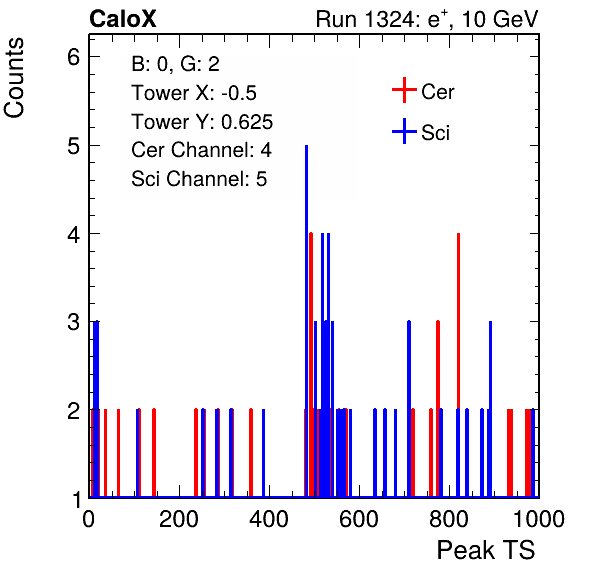 CaloX Run 1324: e⁺, 10 GeV
B: 0, G: 2
Tower X: -0.5
Tower Y: 0.625
Cer Channel: 4
Sci Channel: 5
Cer
Sci
Counts
6
5
4
3
2
1
0 200 400 600 800 1000
Peak TS